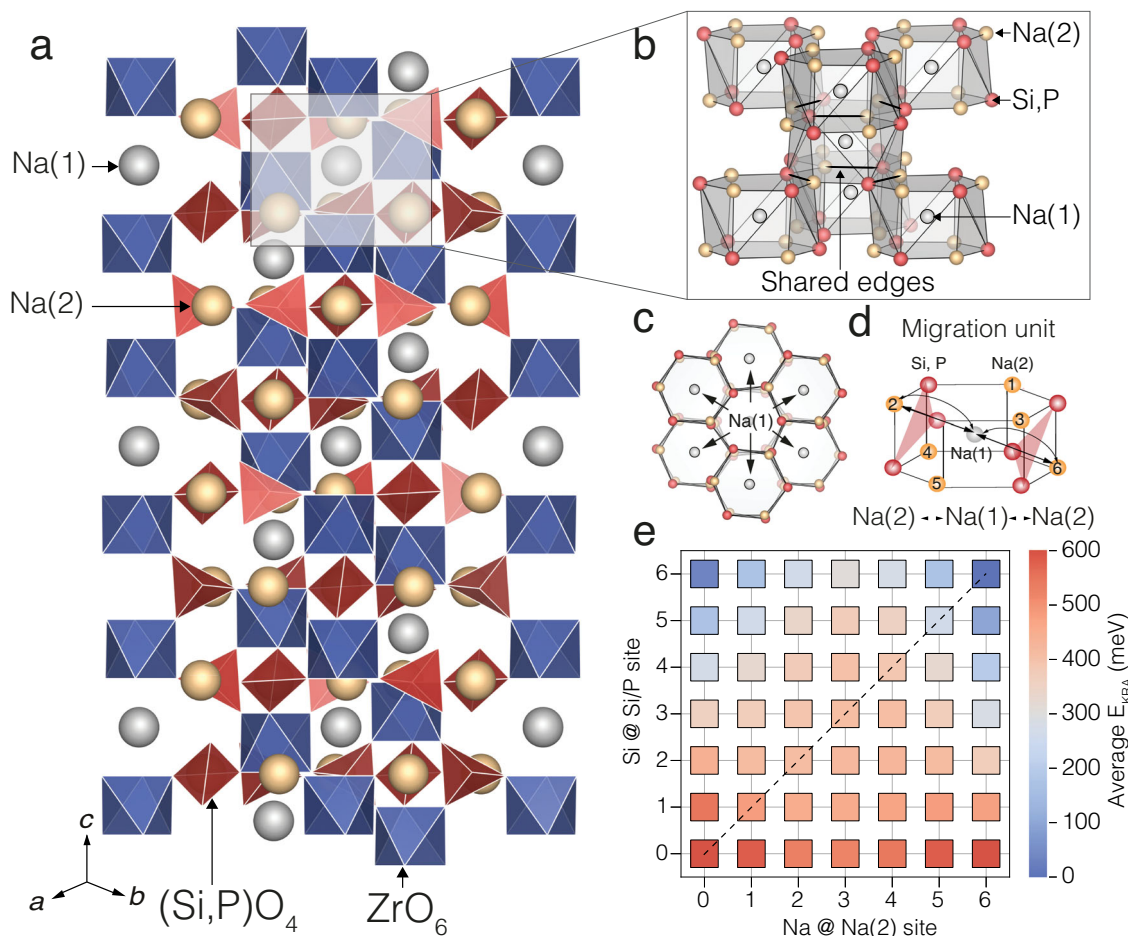 a
Na(1)
Na(2)
c
a
b
(Si,P)O4
ZrO6
b
Na(2)
Si,P
Na(1)
Shared edges
c
Na(1)
d
Migration unit
Si, P
Na(2)
1
2
3
Na(1)
4
6
5
Na(2) Na(1) Na(2)
e
Si @ Si/P site
6
5
4
3
2
1
0
0 1 2 3 4 5 6
Na @ Na(2) site
600
500
400
300
200
100
0
Average EKRA (meV)